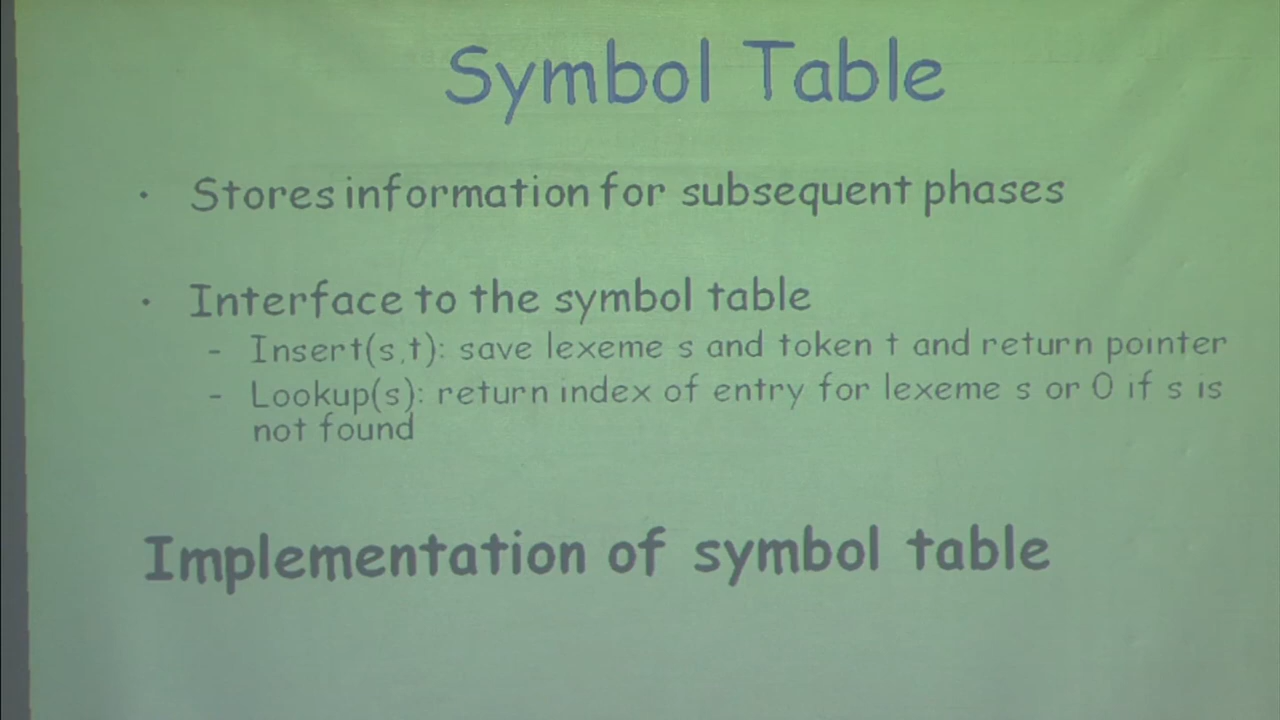 Symbol Table
· Stores information for subsequent phases
· Interface to the symbol table
- Insert(s,t): save lexeme s and token t and return pointer
- Lookup(s): return index of entry for lexeme s or 0 if s is
not found
Implementation of symbol table